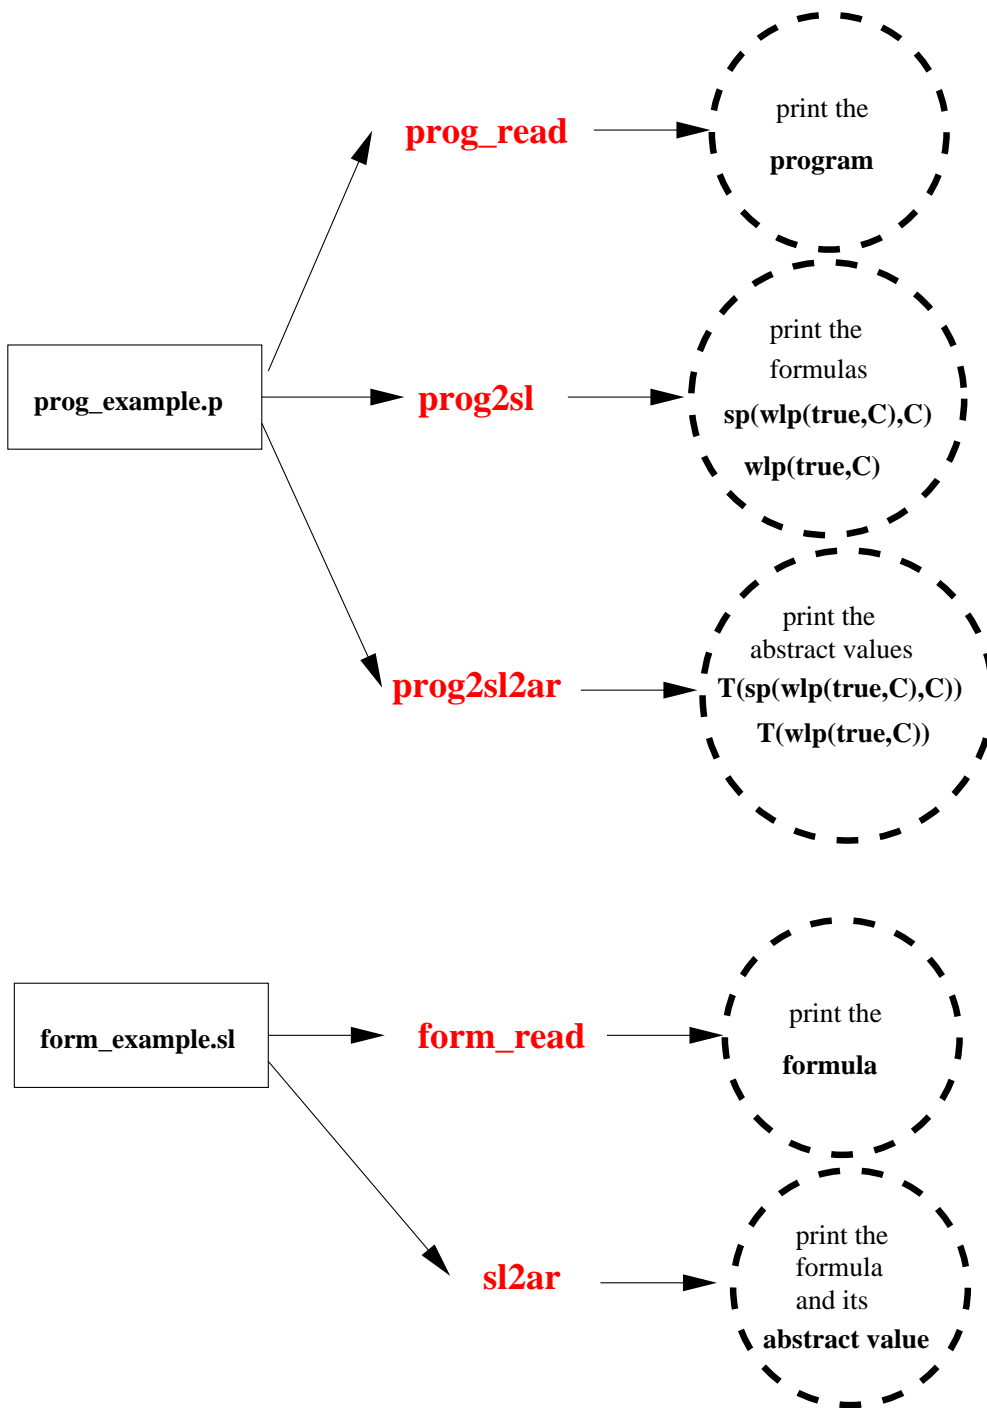 prog_read
print the
program
prog_example.p
prog2sl
print the
formulas
sp(wlp(true,C),C)
wlp(true,C)
prog2sl2ar
print the
abstract values
T(sp(wlp(true,C),C))
T(wlp(true,C))
form_example.sl
form_read
print the
formula
sl2ar
print the
formula
and its
abstract value